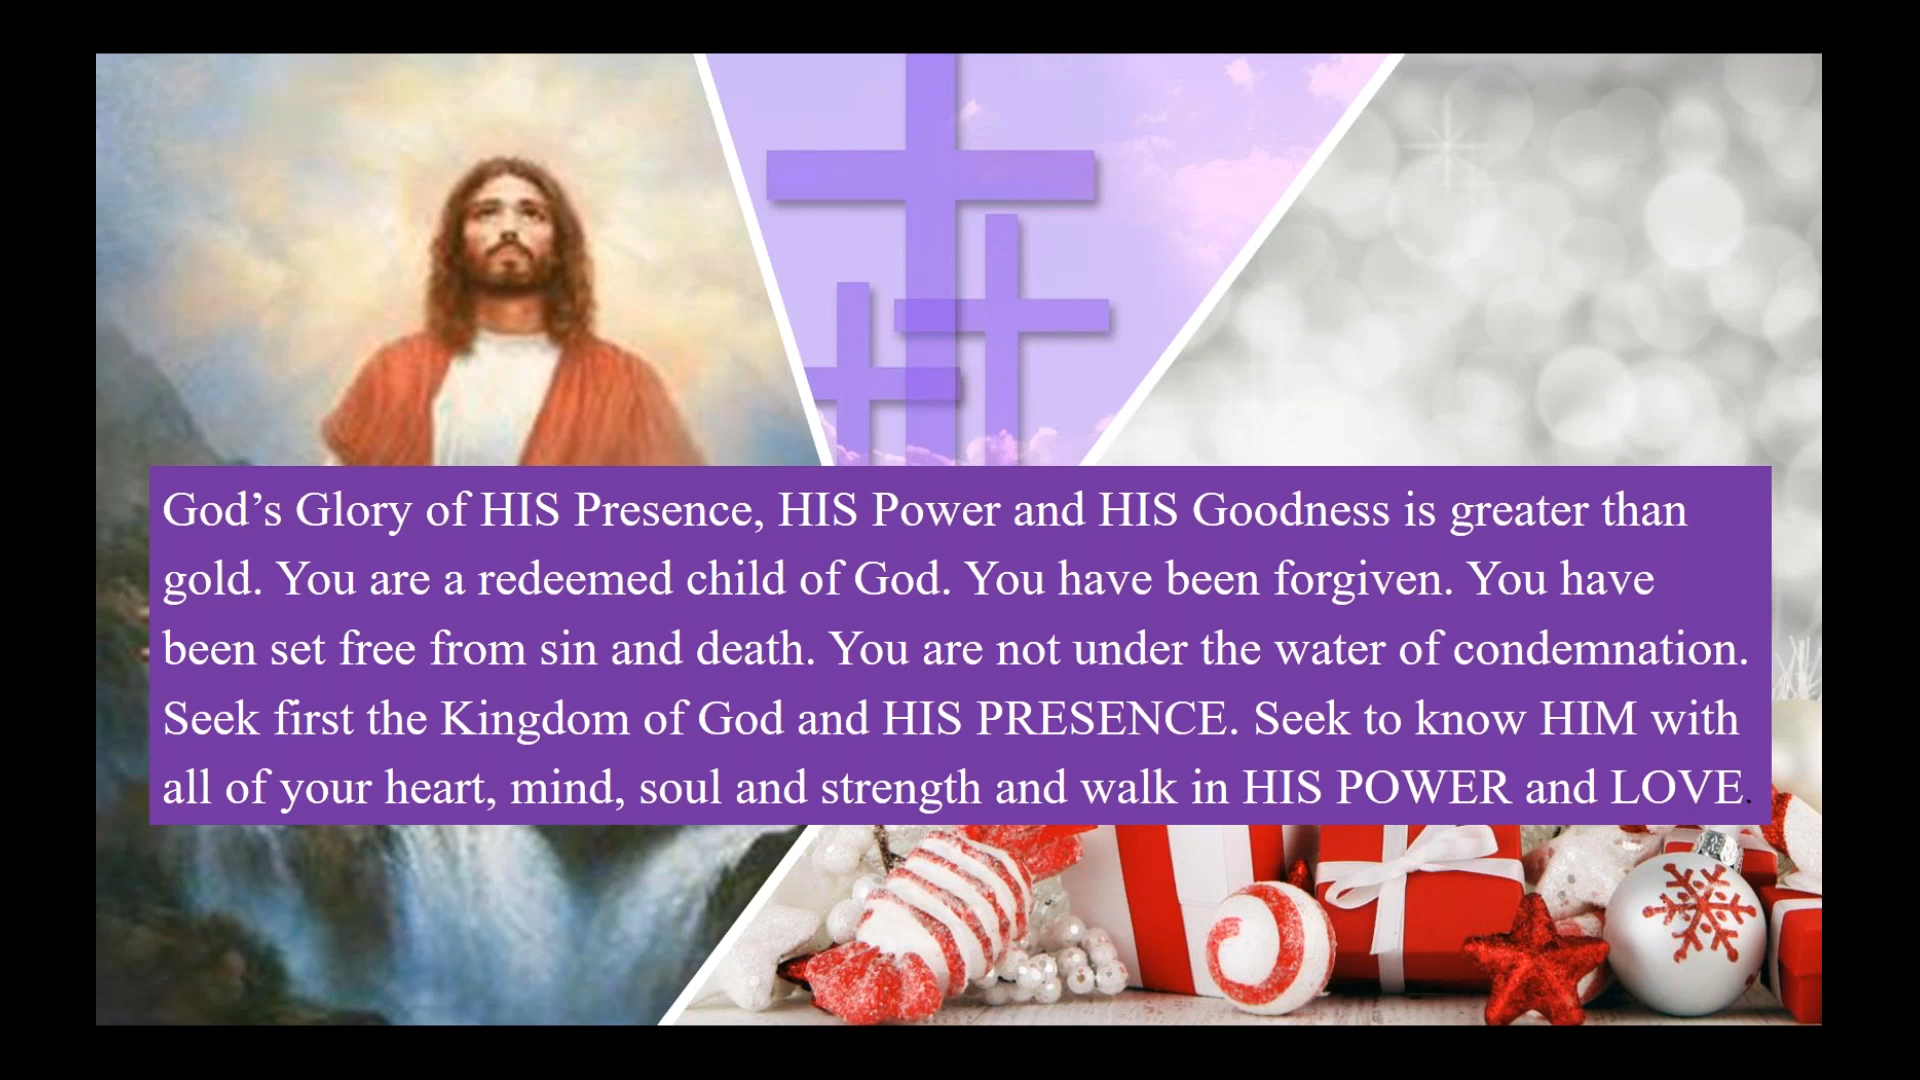 God’s Glory of HIS Presence, HIS Power and HIS Goodness is greater than
gold. You are a redeemed child of God. You have been forgiven. You have
been set free from sin and death. You are not under the water of condemnation.
Seek first the Kingdom of God and HIS PRESENCE. Seek to know HIM with
all of your heart, mind, soul and strength and walk in HIS POWER and LOVE.